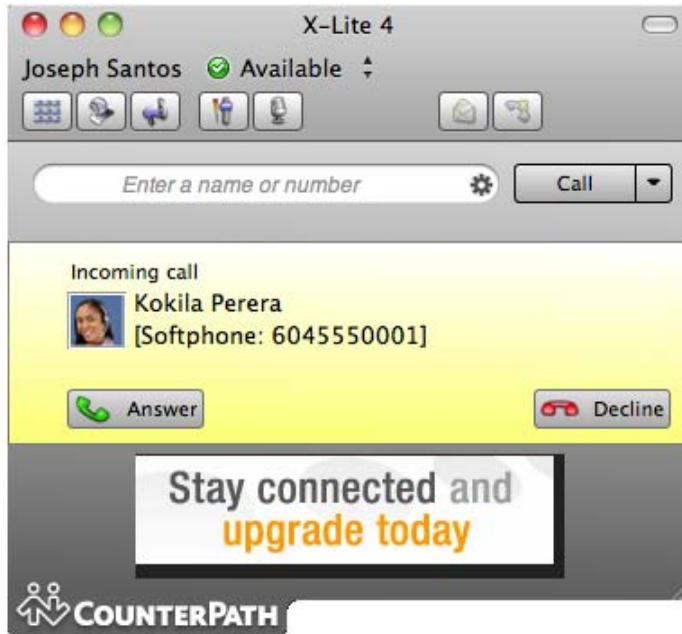 X-Lite 4
Joseph Santos Available
Enter a name or number Call
Incoming call
Kokila Perera
[Softphone: 6045550001]
Answer Decline
Stay connected and
upgrade today
COUNTERPATH